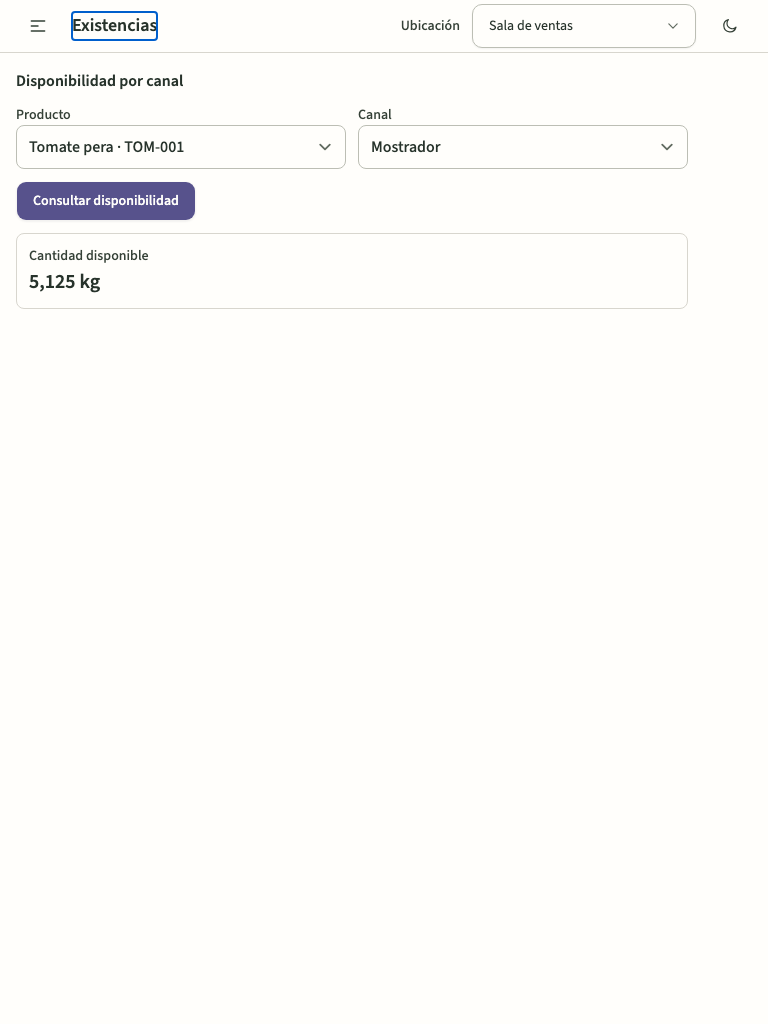 Existencias
Ubicación
Sala de ventas
Disponibilidad por canal
Producto
Canal
Tomate pera · TOM-001
Mostrador
Consultar disponibilidad
Cantidad disponible
5,125 kg